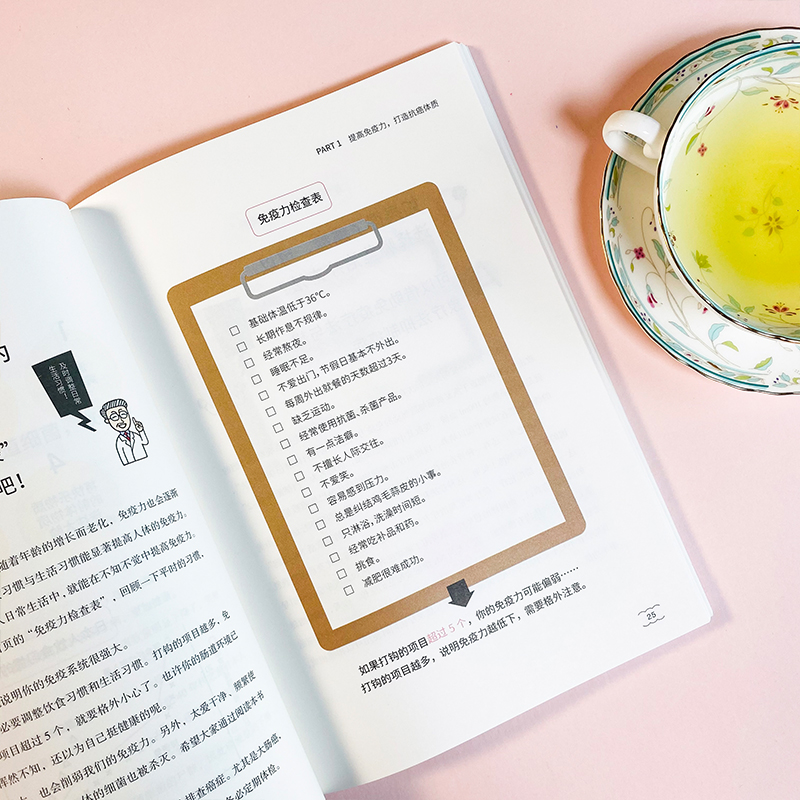 的
及时调整日常
生活习惯！
”
吧！
随着年龄的增长而老化，免疫力也会逐渐
习惯与生活习惯能显著提高人体的免疫力。
日常生活中，就能在不知不觉中提高免疫力。
页的“免疫力检查表”，回顾一下平时的习惯，
说明你的免疫系统很强大。
必要调整饮食习惯和生活习惯。打钩的项目越多，免
项目超过 5 个，就要格外小心了。也许你的肠道环境已
浑然不知，还以为自己挺健康的呢。
也会削弱我们的免疫力。另外，太爱干净、频繁使
体的细菌也被杀灭。希望大家通过阅读本书
排查癌症。尤其是大肠癌、
务必定期体检。
PART 1 提高免疫力，打造抗癌体质
免疫力检查表
□ 基础体温低于36℃。
□ 长期作息不规律。
□ 经常熬夜。
□ 睡眠不足。
□ 不爱出门，节假日基本不外出。
□ 每周外出就餐的天数超过3天。
□ 缺乏运动。
□ 经常使用抗菌、杀菌产品。
□ 有一点洁癖。
□ 不擅长人际交往。
□ 不爱笑。
□ 容易感到压力。
□ 总是纠结鸡毛蒜皮的小事。
□ 只淋浴，洗澡时间短。
□ 经常吃补品和药。
□ 挑食。
□ 减肥很难成功。
如果打钩的项目超过 5 个，你的免疫力可能偏弱……
打钩的项目越多，说明免疫力越低下，需要格外注意。
25